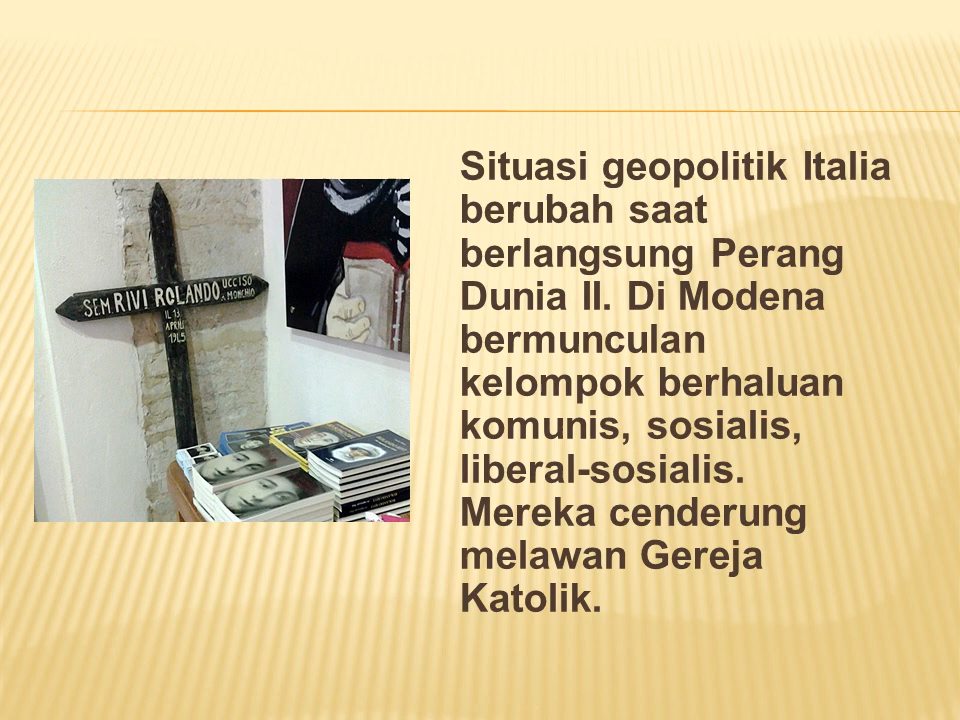 Situasi geopolitik Italia
berubah saat
berlangsung Perang
Dunia II. Di Modena
bermunculan
kelompok berhaluan
komunis, sosialis,
liberal-sosialis.
Mereka cenderung
melawan Gereja
Katolik.
SEM. RIVI ROLANDO UCCISO
A MONCHIO
IL 13
APRILE
1945